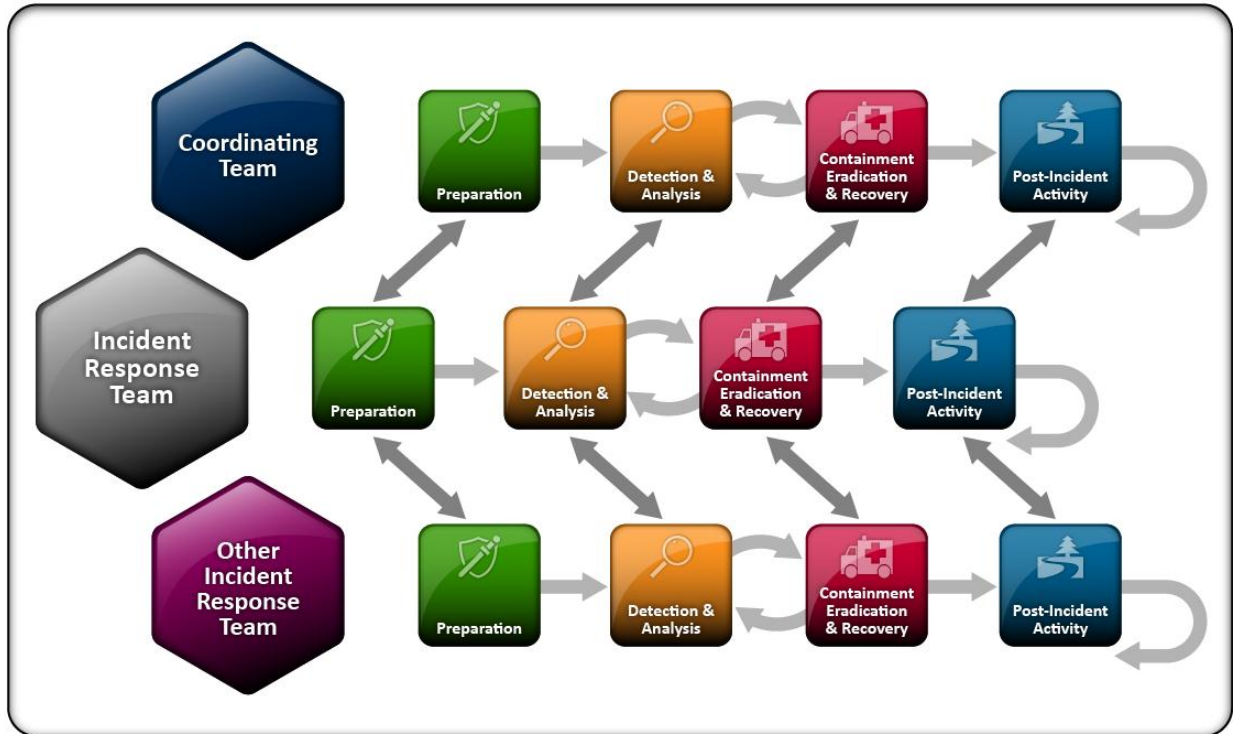 Coordinating
Team
Preparation
Detection &
Analysis
Containment
Eradication
& Recovery
Post-Incident
Activity
Incident
Response
Team
Preparation
Detection &
Analysis
Containment
Eradication
& Recovery
Post-Incident
Activity
Other
Incident
Response
Team
Preparation
Detection &
Analysis
Containment
Eradication
& Recovery
Post-Incident
Activity